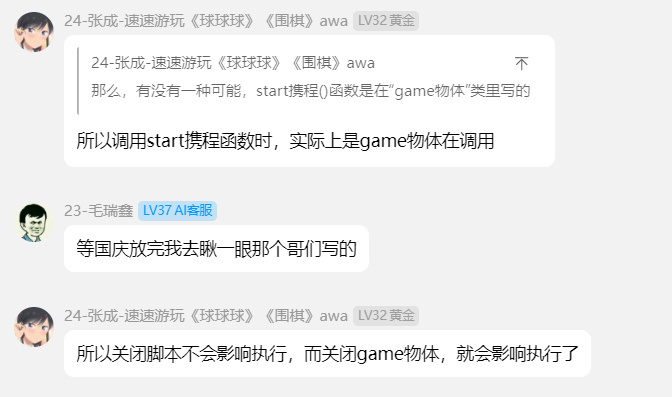 24-张成-速速游玩《球球球》《围棋》awa LV32 黄金
24-张成-速速游玩《球球球》《围棋》awa
那么，有没有一种可能，start携程()函数是在“game物体”类里写的
所以调用start携程函数时，实际上是game物体在调用
23-毛瑞鑫 LV37 AI客服
等国庆放完我去瞅一眼那个哥们写的
24-张成-速速游玩《球球球》《围棋》awa LV32 黄金
所以关闭脚本不会影响执行，而关闭game物体，就会影响执行了